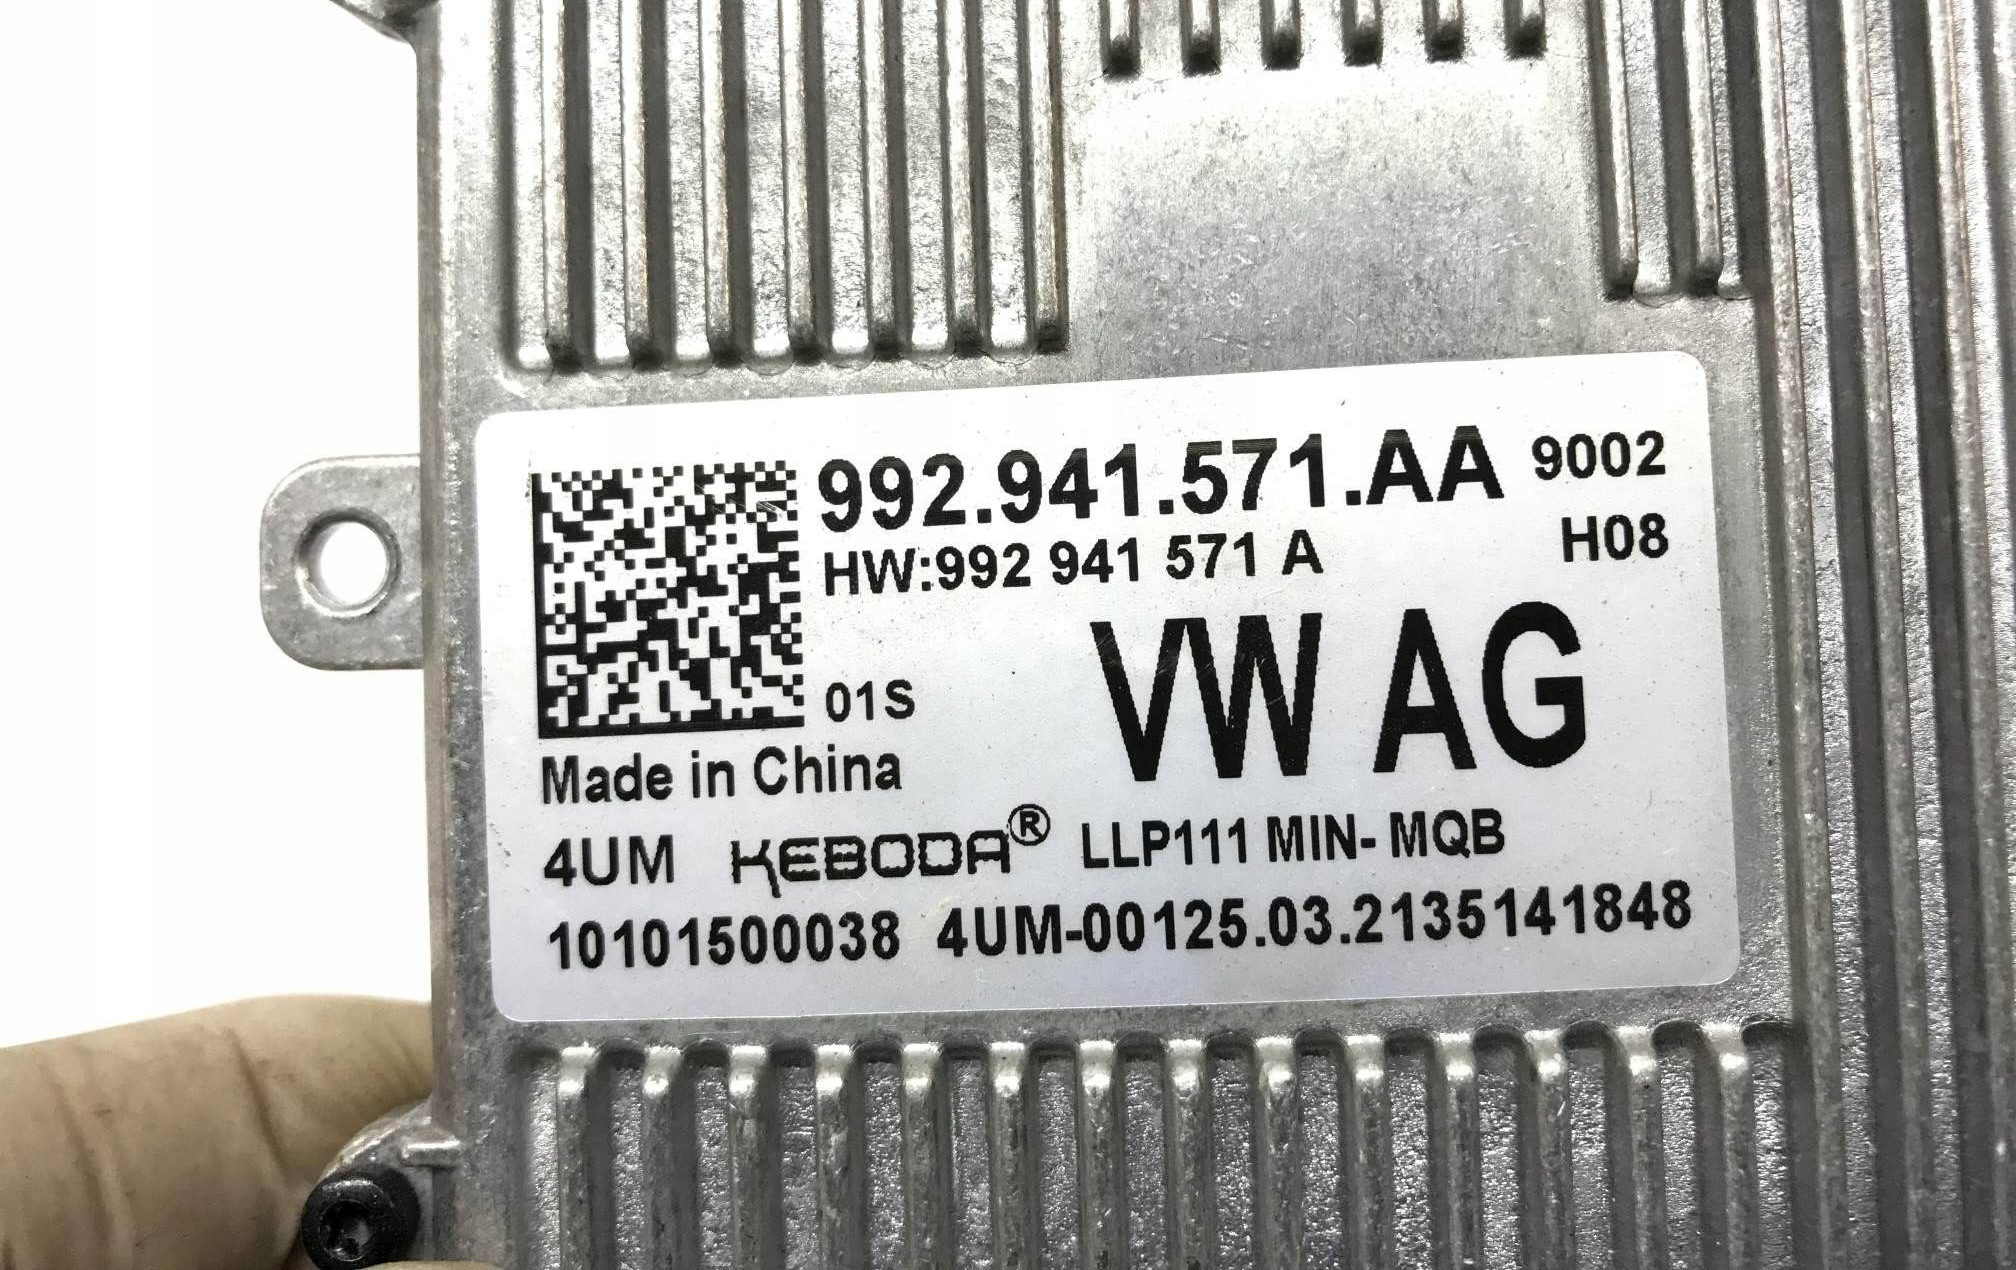 992.941.571.AA 9002
HW:992 941 571 A H08
VW AG
01S
Made in China
4UM KEBODA® LLP111 MIN- MQB
10101500038 4UM-00125.03.2135141848